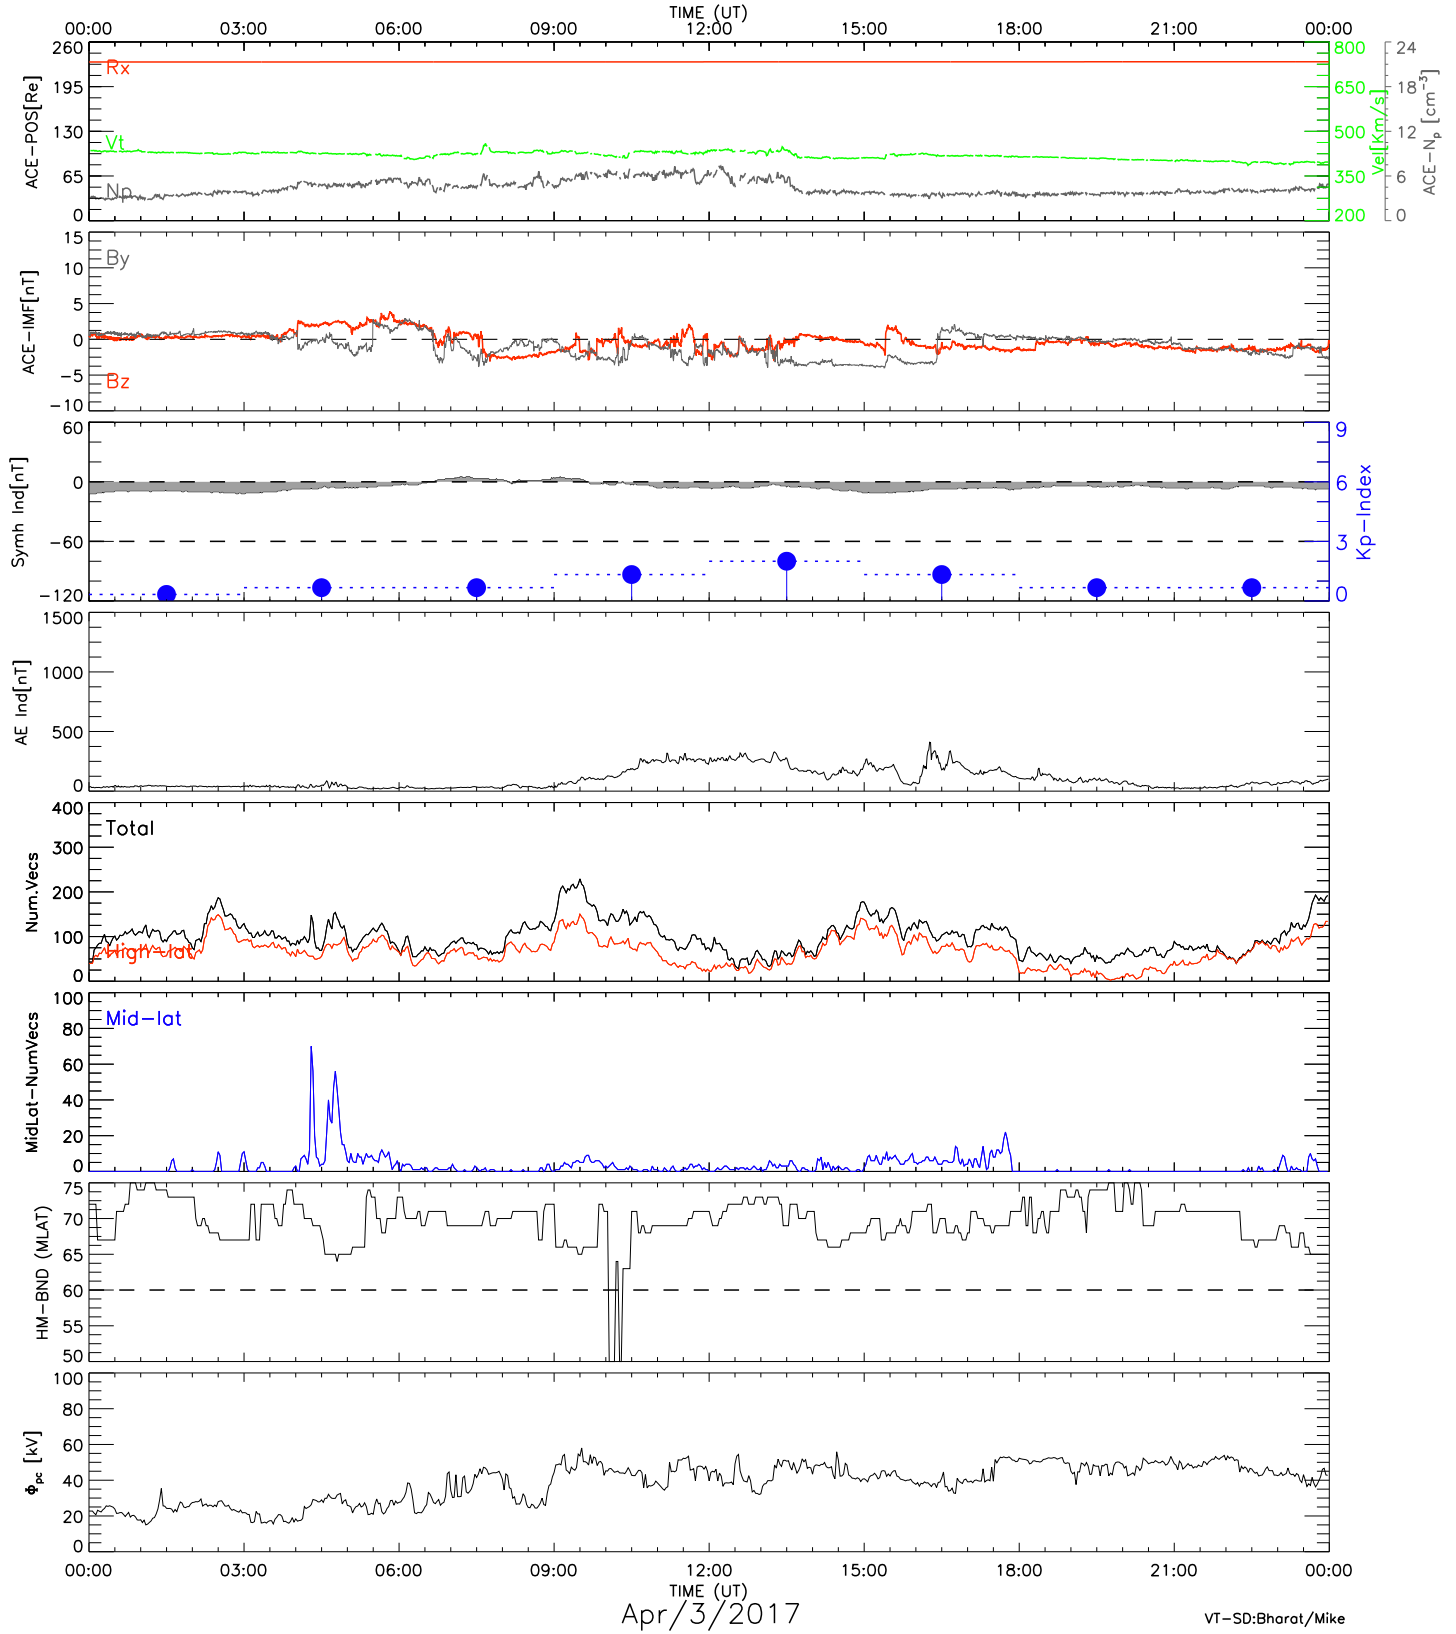 TIME (UT)
00:00 03:00 06:00 09:00 12:00 15:00 18:00 21:00 00:00
ACE-POS[Re]
260
195
130
65
0
Rx
Vt
Np
800
650
500
350
200
Vel[Km/s]
24
18
12
6
0
ACE-Np [cm-3]
ACE-IMF[nT]
15
10
5
0
-5
-10
By
Bz
Symh Ind[nT]
60
0
-60
-120
9
6
3
0
Kp-Index
AE Ind[nT]
1500
1000
500
0
Num.Vecs
400
300
200
100
0
Total
High-lat
MidLat-NumVecs
100
80
60
40
20
0
Mid-lat
HM-BND (MLAT)
75
70
65
60
55
50
Φpc [kV]
100
80
60
40
20
0
00:00 03:00 06:00 09:00 12:00 15:00 18:00 21:00 00:00
TIME (UT)
Apr/3/2017
VT-SD:Bharat/Mike